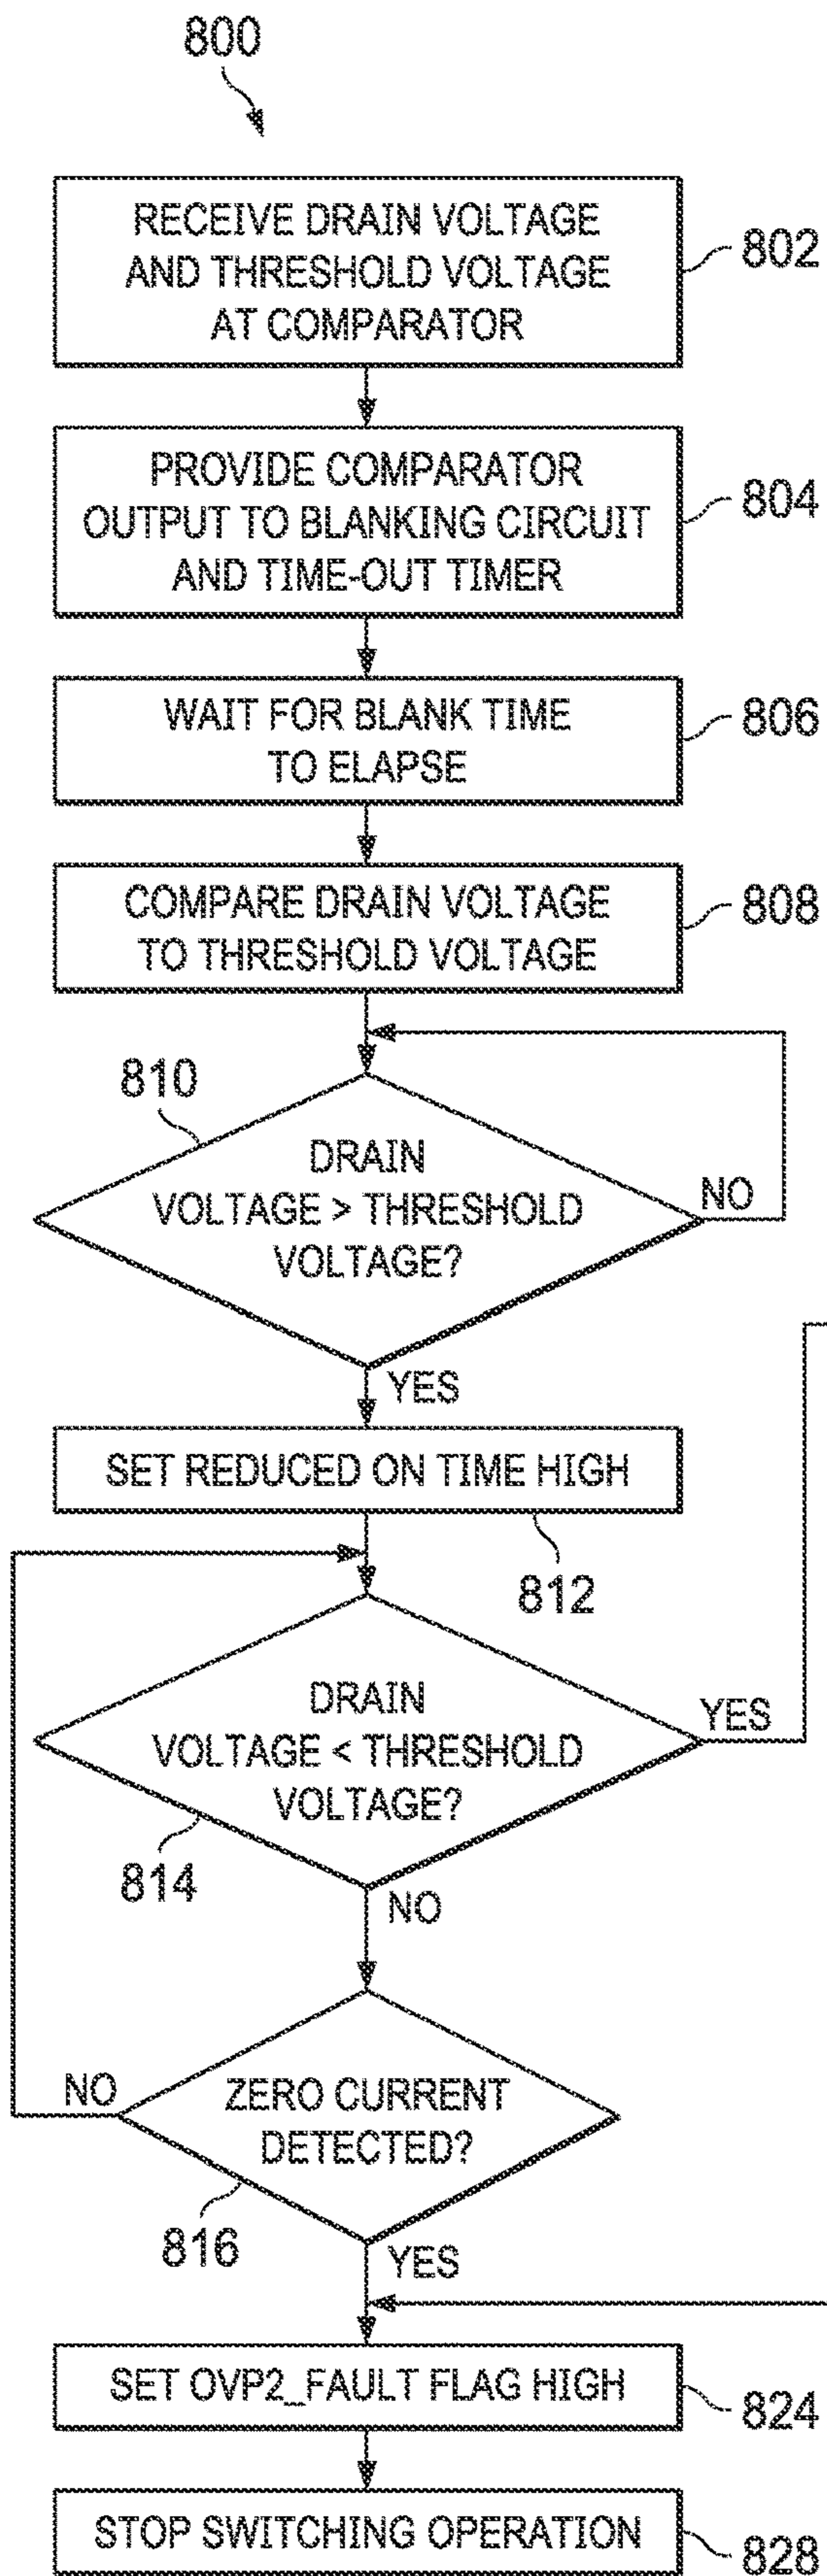 800
RECEIVE DRAIN VOLTAGE
AND THRESHOLD VOLTAGE
AT COMPARATOR
802
PROVIDE COMPARATOR
OUTPUT TO BLANKING CIRCUIT
AND TIME-OUT TIMER
804
WAIT FOR BLANK TIME
TO ELAPSE
806
COMPARE DRAIN VOLTAGE
TO THRESHOLD VOLTAGE
808
810
DRAIN
VOLTAGE > THRESHOLD
VOLTAGE?
NO
YES
SET REDUCED ON TIME HIGH
812
DRAIN
VOLTAGE < THRESHOLD
VOLTAGE?
YES
814
NO
ZERO CURRENT
DETECTED?
NO
816
YES
SET OVP2_FAULT FLAG HIGH
824
STOP SWITCHING OPERATION
828